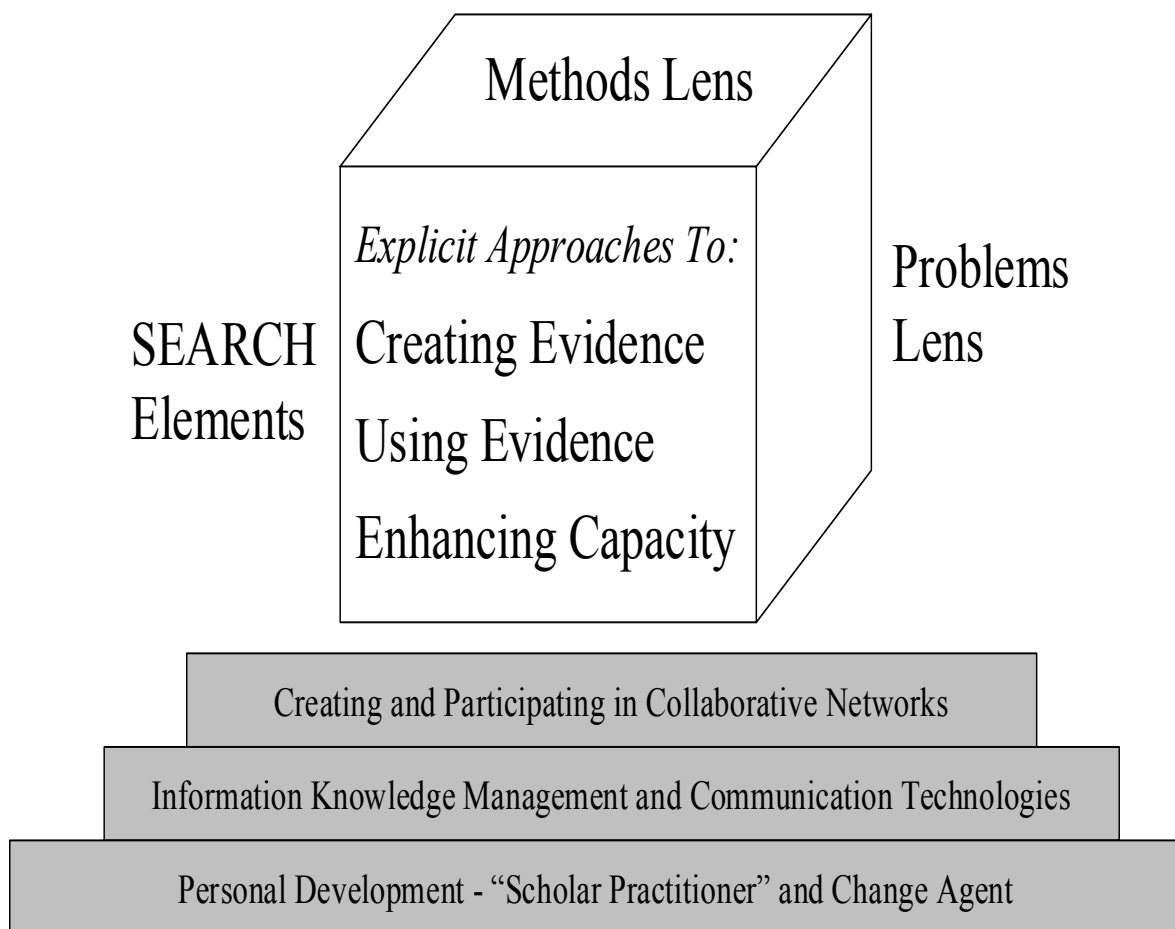 Methods Lens
Explicit Approaches To:
Creating Evidence
Using Evidence
Enhancing Capacity
SEARCH
Elements
Problems
Lens
Creating and Participating in Collaborative Networks
Information Knowledge Management and Communication Technologies
Personal Development - “Scholar Practitioner” and Change Agent